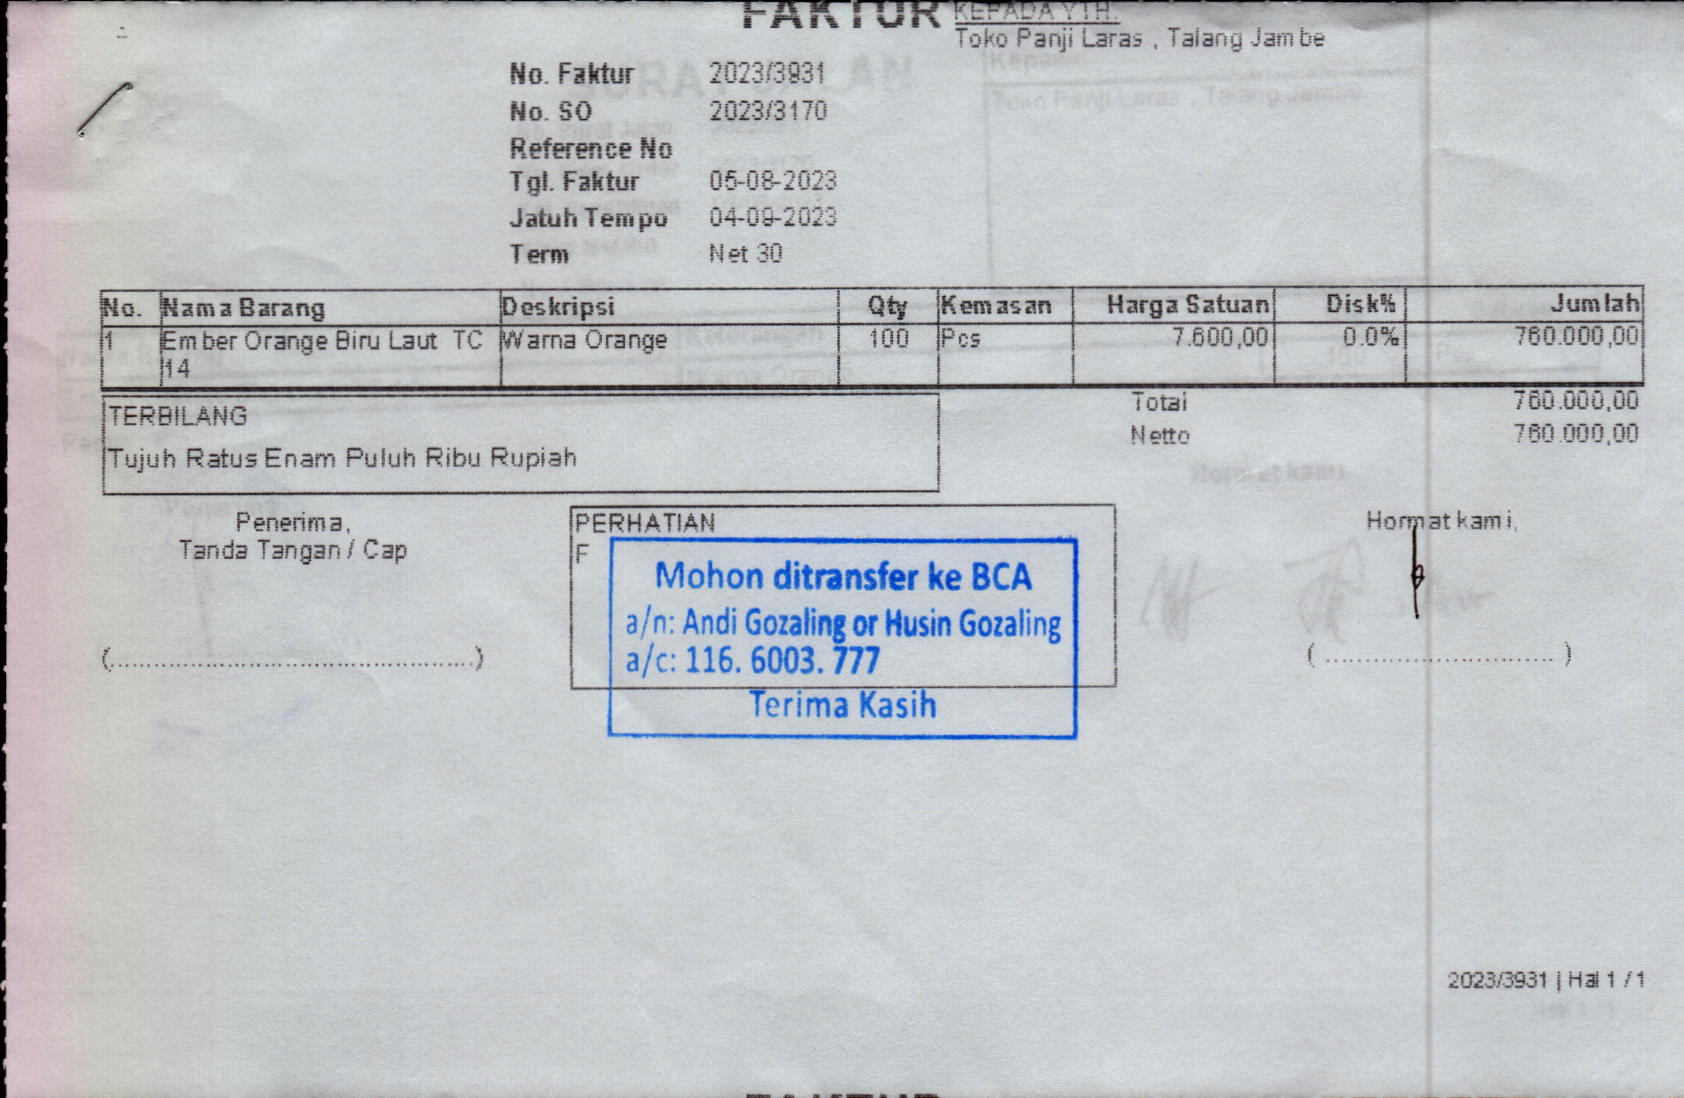 FAKTUR
KEPADA YTH.
Toko Panji Laras , Talang Jambe
No. Faktur 2023/3931
No. SO 2023/3170
Reference No
Tgl. Faktur 05-08-2023
Jatuh Tempo 04-09-2023
Term Net 30
No. Nama Barang Deskripsi Qty Kemasan Harga Satuan Disk% Jumlah
1 Ember Orange Biru Laut TC Warna Orange 100 Pcs 7.600,00 0.0% 760.000,00
14
TERBILANG
Tujuh Ratus Enam Puluh Ribu Rupiah
Total 760.000,00
Netto 760.000,00
Penerima,
Tanda Tangan / Cap
(........................................................)
PERHATIAN
F
Mohon ditransfer ke BCA
a/n: Andi Gozaling or Husin Gozaling
a/c: 116. 6003. 777
Terima Kasih
Hormat kami,
( ................................... )
2023/3931 | Hal 1 / 1